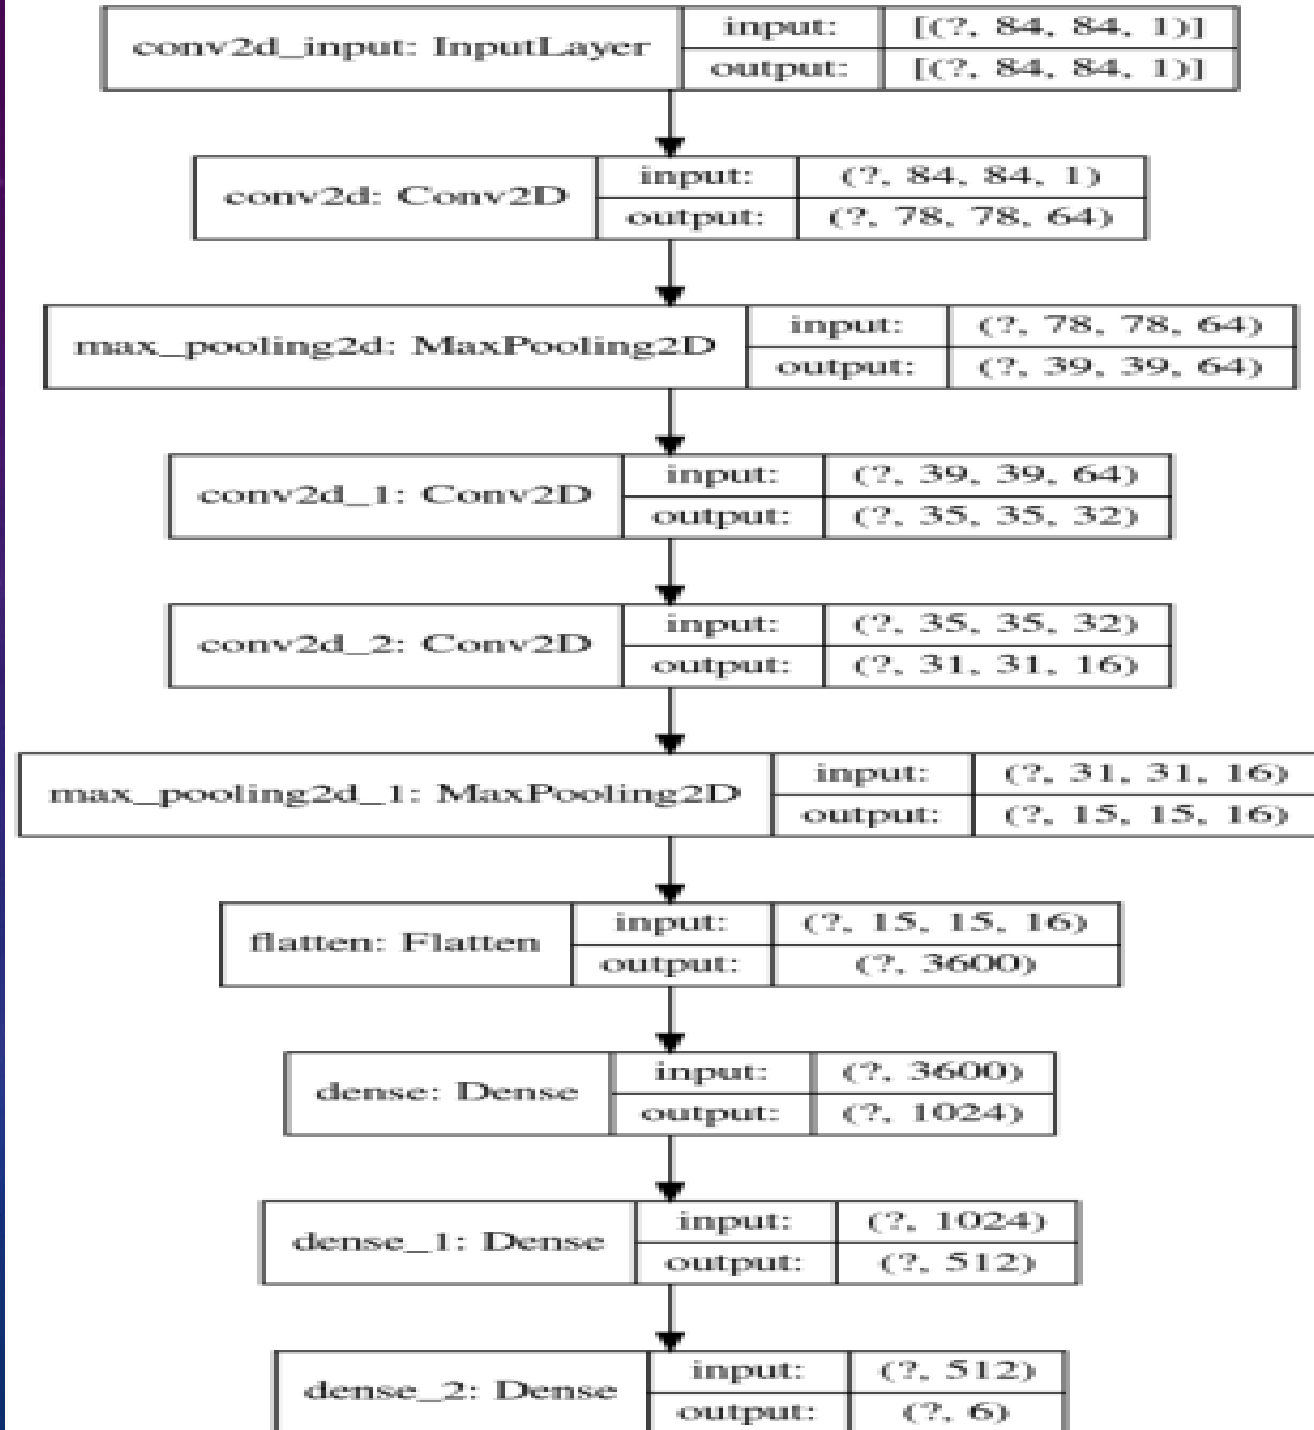 conv2d_input: InputLayer input: [(?, 84, 84, 1)]
output: [(?, 84, 84, 1)]
conv2d: Conv2D input: (?, 84, 84, 1)
output: (?, 78, 78, 64)
max_pooling2d: MaxPooling2D input: (?, 78, 78, 64)
output: (?, 39, 39, 64)
conv2d_1: Conv2D input: (?, 39, 39, 64)
output: (?, 35, 35, 32)
conv2d_2: Conv2D input: (?, 35, 35, 32)
output: (?, 31, 31, 16)
max_pooling2d_1: MaxPooling2D input: (?, 31, 31, 16)
output: (?, 15, 15, 16)
flatten: Flatten input: (?, 15, 15, 16)
output: (?, 3600)
dense: Dense input: (?, 3600)
output: (?, 1024)
dense_1: Dense input: (?, 1024)
output: (?, 512)
dense_2: Dense input: (?, 512)
output: (?, 6)